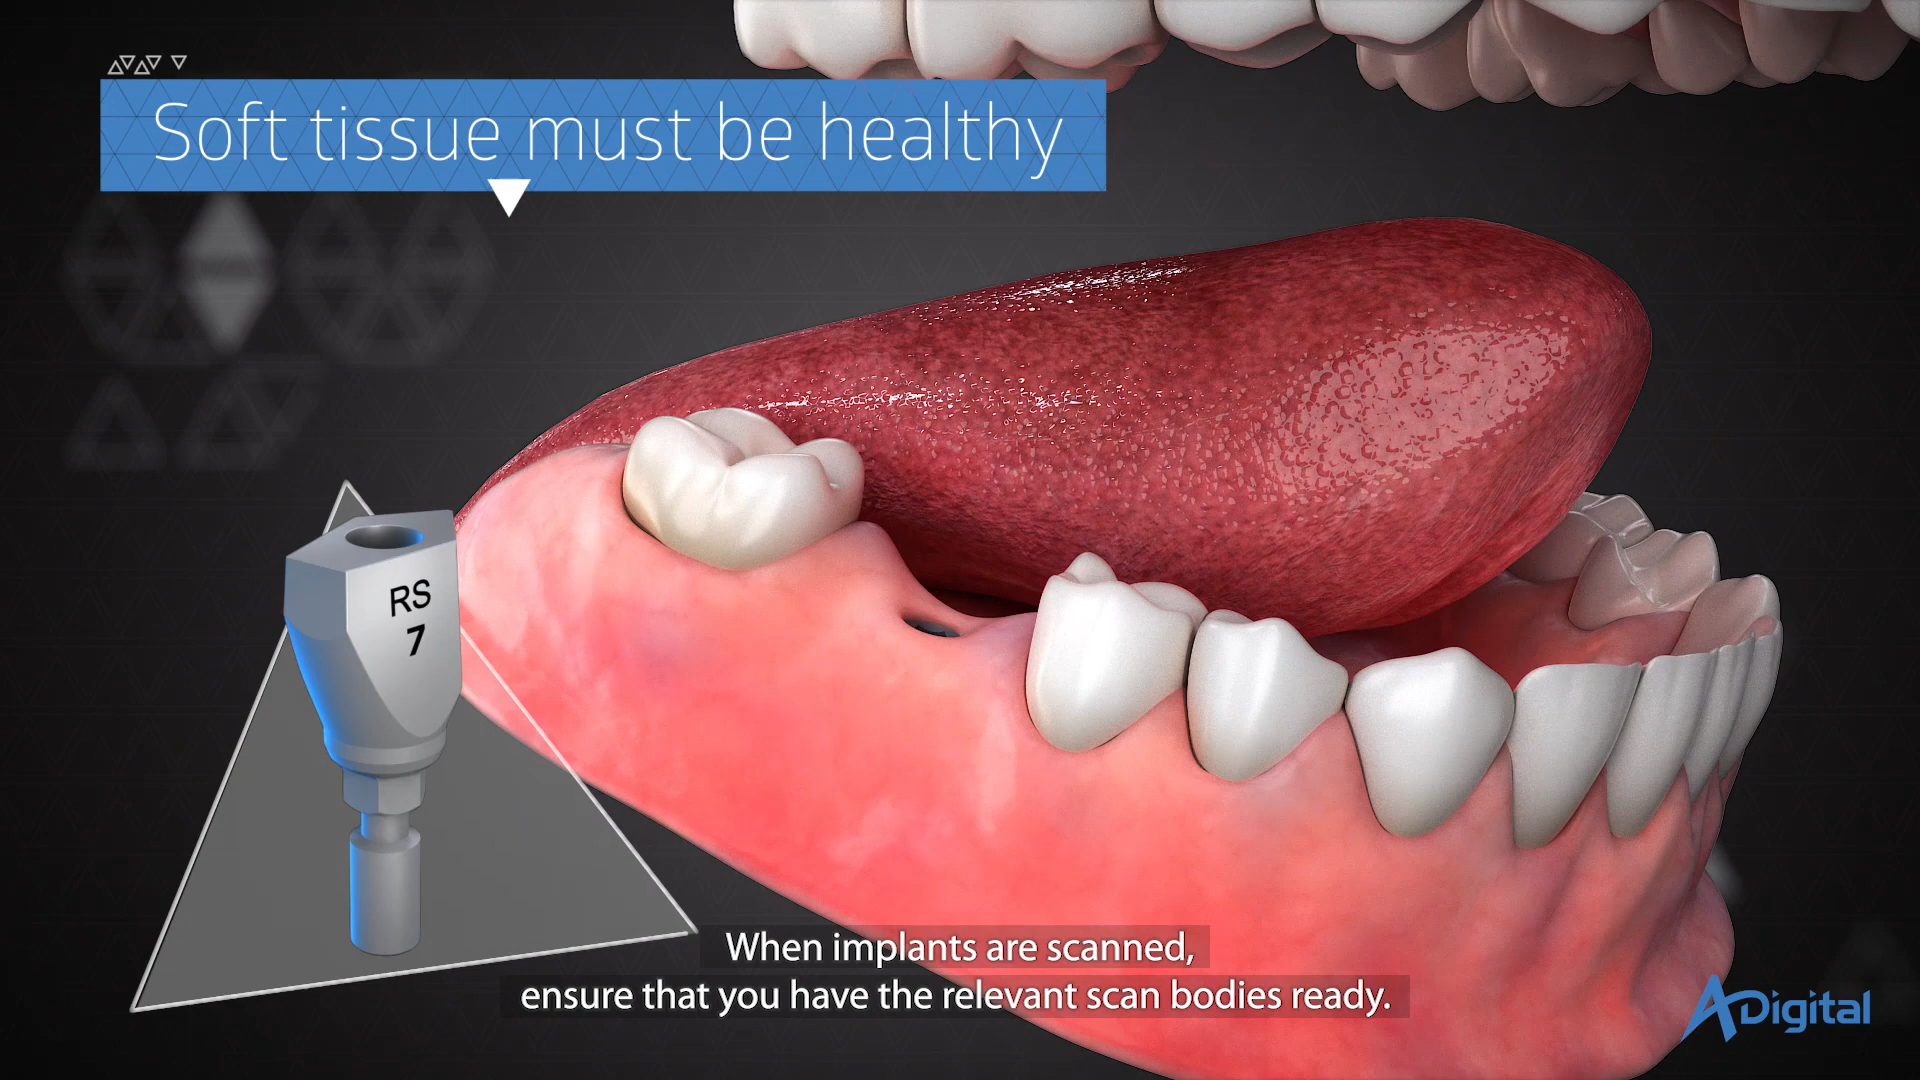 Soft tissue must be healthy
RS
7
When implants are scanned,
ensure that you have the relevant scan bodies ready.
ADigital